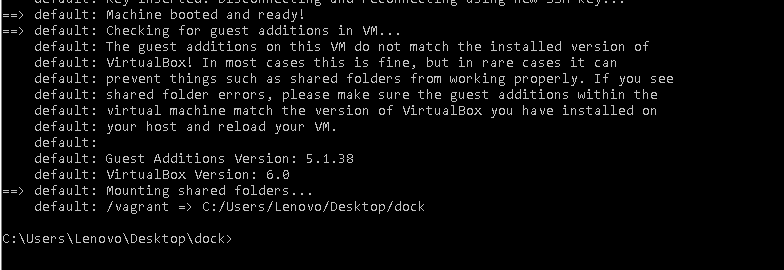 default: Key inserted! Disconnecting and reconnecting using new SSH key...
==> default: Machine booted and ready!
==> default: Checking for guest additions in VM...
default: The guest additions on this VM do not match the installed version of
default: VirtualBox! In most cases this is fine, but in rare cases it can
default: prevent things such as shared folders from working properly. If you see
default: shared folder errors, please make sure the guest additions within the
default: virtual machine match the version of VirtualBox you have installed on
default: your host and reload your VM.
default:
default: Guest Additions Version: 5.1.38
default: VirtualBox Version: 6.0
==> default: Mounting shared folders...
default: /vagrant => C:/Users/Lenovo/Desktop/dock
C:\Users\Lenovo\Desktop\dock>